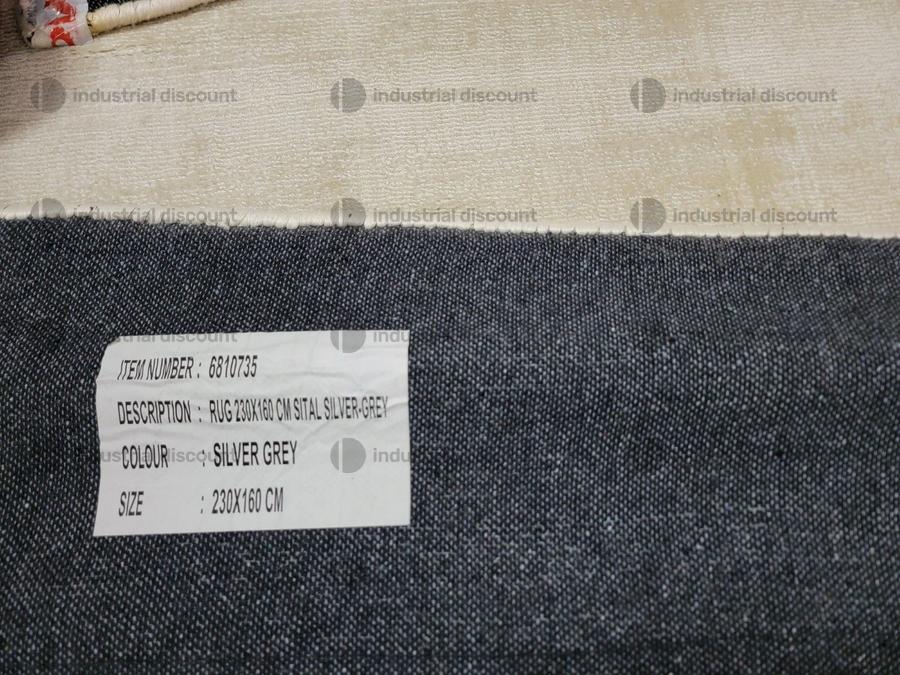 industrial discount industrial discount industrial discount
industrial discount industrial discount industrial discount
ITEM NUMBER : 6810735
DESCRIPTION : RUG 230X160 CM SITAL SILVER-GREY
COLOUR : SILVER GREY
SIZE : 230X160 CM